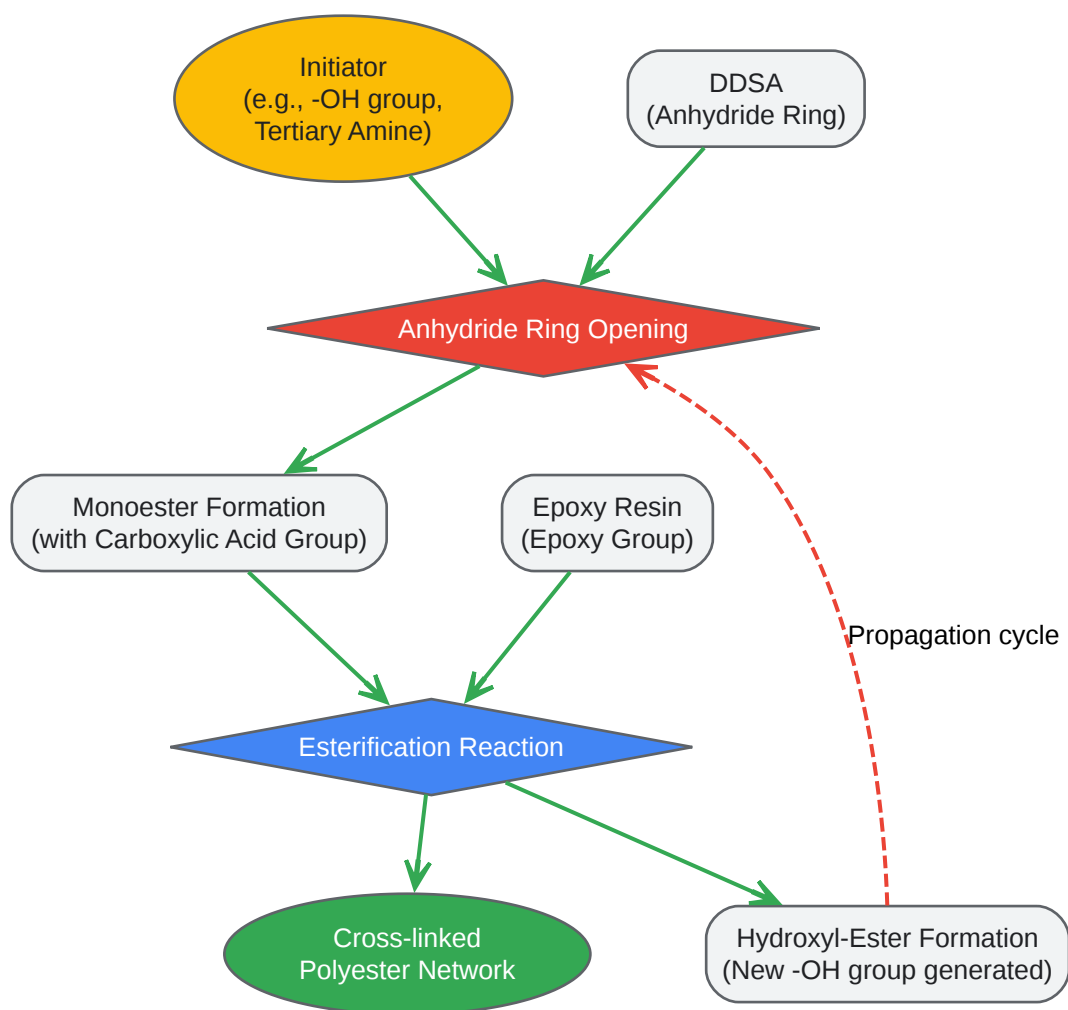 Initiator
(e.g., -OH group,
Tertiary Amine)
DDSA
(Anhydride Ring)
Anhydride Ring Opening
Monoester Formation
(with Carboxylic Acid Group)
Epoxy Resin
(Epoxy Group)
Propagation cycle
Esterification Reaction
Cross-linked
Polyester Network
Hydroxyl-Ester Formation
(New -OH group generated)